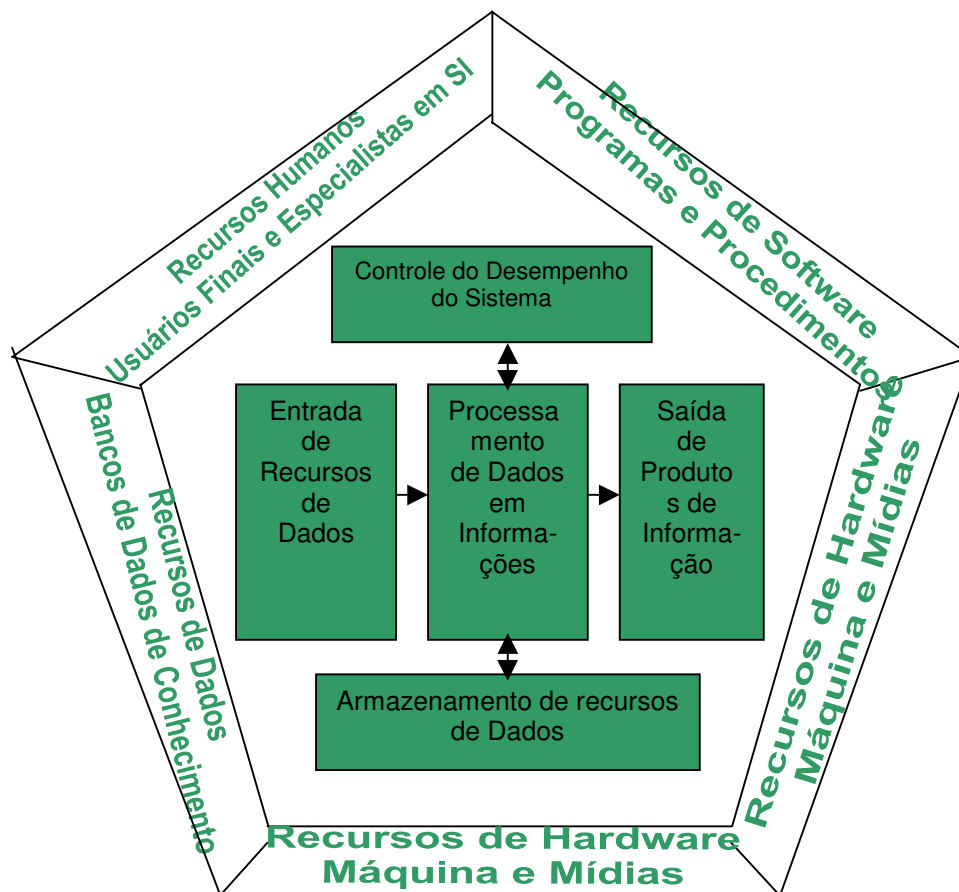 Recursos Humanos
Usuários Finais e Especialistas em SI
Recursos de Software
Programas e Procedimentos
Controle do Desempenho
do Sistema
Entrada
de
Recursos
de
Dados
Processa
mento
de Dados
em
Informa-
ções
Saída
de
Produto
s de
Informa-
ção
Armazenamento de recursos
de Dados
Recursos de Dados
Bancos de Dados de Conhecimento
Recursos de Hardware
Máquina e Mídias
Recursos de Hardware
Máquina e Mídias